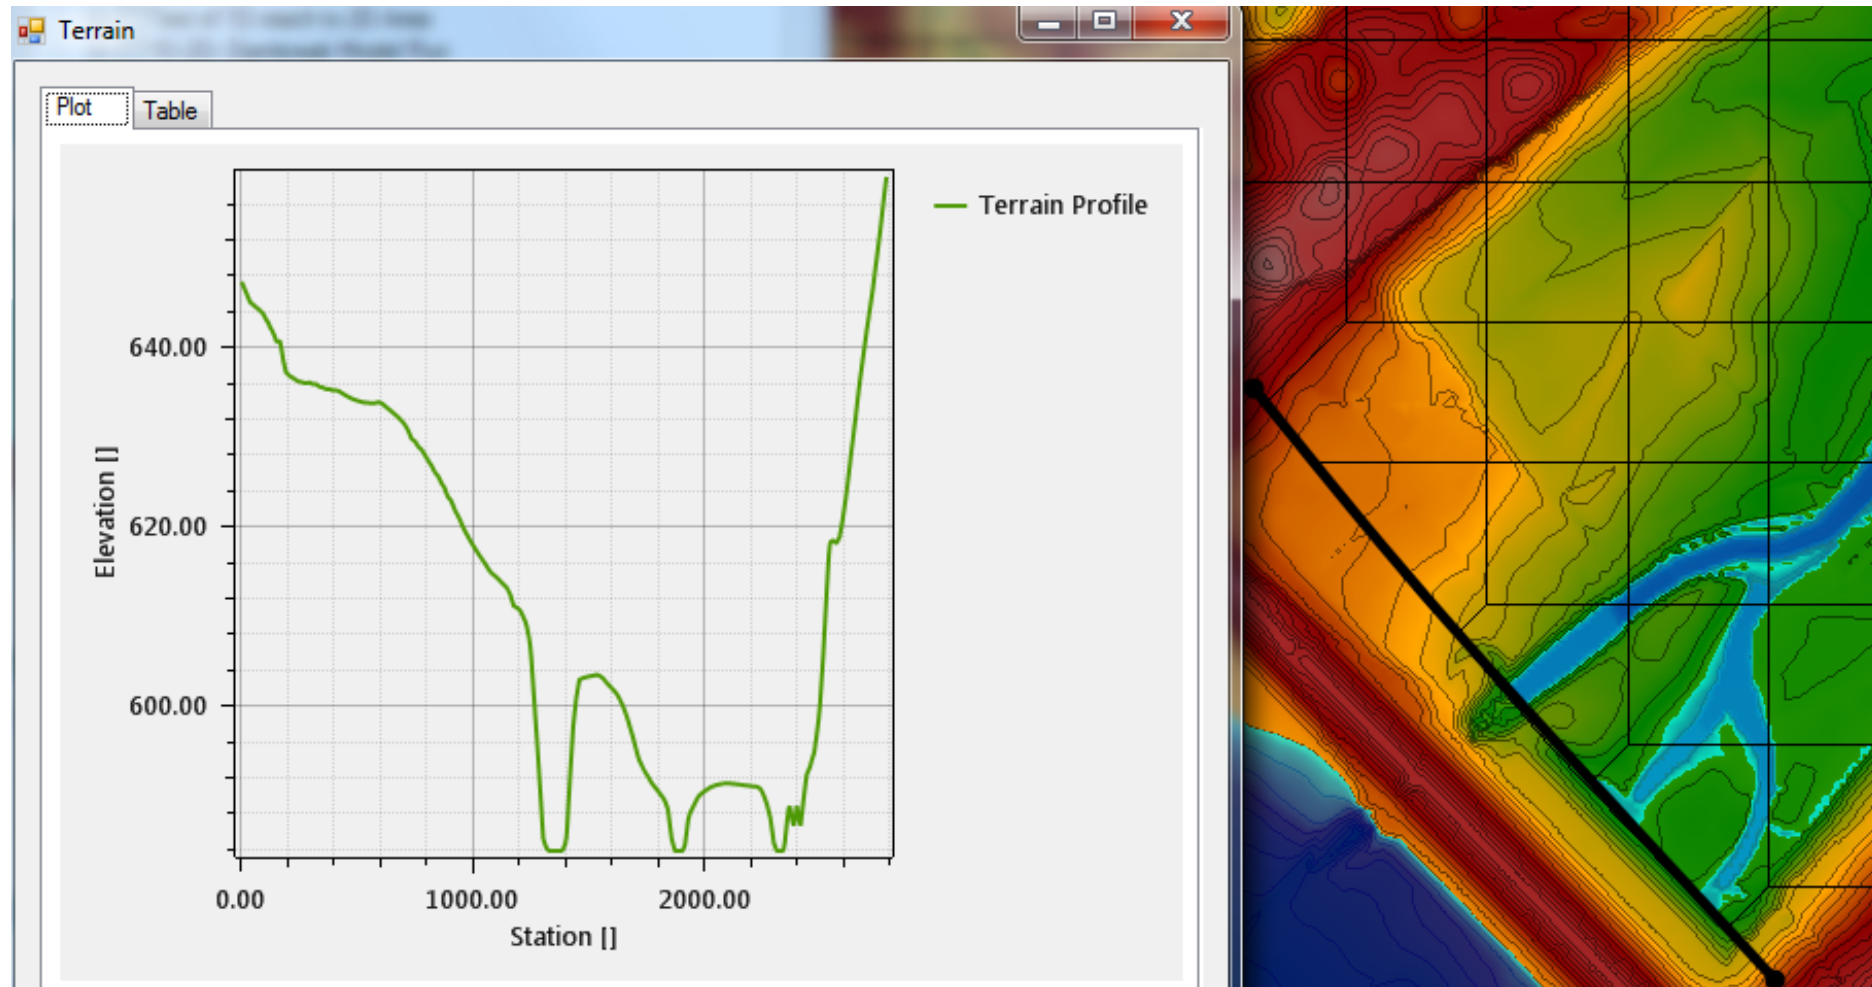 Terrain
Plot
Table
Terrain Profile
640.00
620.00
600.00
Elevation []
0.00
1000.00
2000.00
Station []